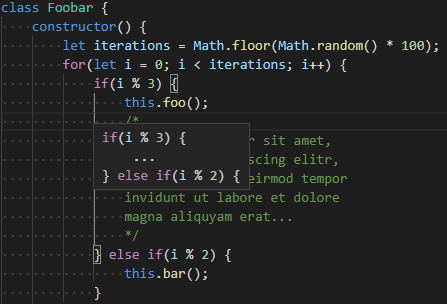 class Foobar {
constructor() {
let iterations = Math.floor(Math.random() * 100);
for(let i = 0; i < iterations; i++) {
if(i % 3) {
this.foo();
/*
if(i % 3) {
...
} else if(i % 2) {
sit amet,
elitr,
eirmod tempor
invidunt ut labore et dolore
magna aliquyam erat...
*/
} else if(i % 2) {
this.bar();
}